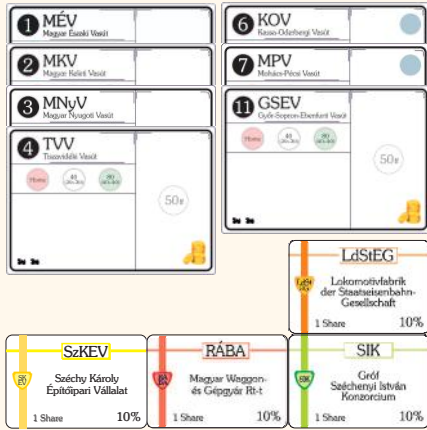 1 MÉV
Magyar Északi Vasút
2 MKV
Magyar Keleti Vasút
3 MNyV
Magyar Nyugoti Vasút
4 TVV
Tiszavidéki Vasút
Home
40
80
50
6 KOV
Kassa-Oderbergi Vasút
7 MPV
Mohács-Pécsi Vasút
11 GSEV
Győr-Sopron-Ebenfurti Vasút
Home
40
80
50
LdStEG
Lokomotivfabrik
der Staatseisenbahn-
Gesellschaft
1 Share 10%
SzKEV
Széchy Károly
Építőipari Vállalat
1 Share 10%
RÁBA
Magyar Waggon-
és Gépgyár Rt-t
1 Share 10%
SIK
SIK
Gróf
Széchenyi István
Konzorcium
1 Share 10%